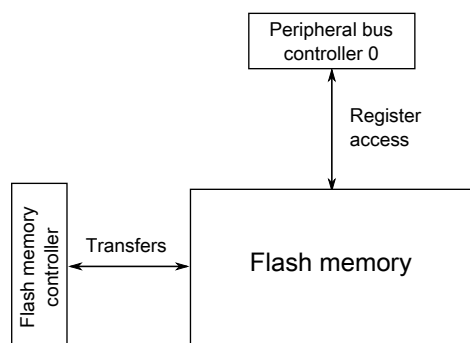 Peripheral bus
controller 0
Register
access
Flash memory
controller
Transfers
Flash memory